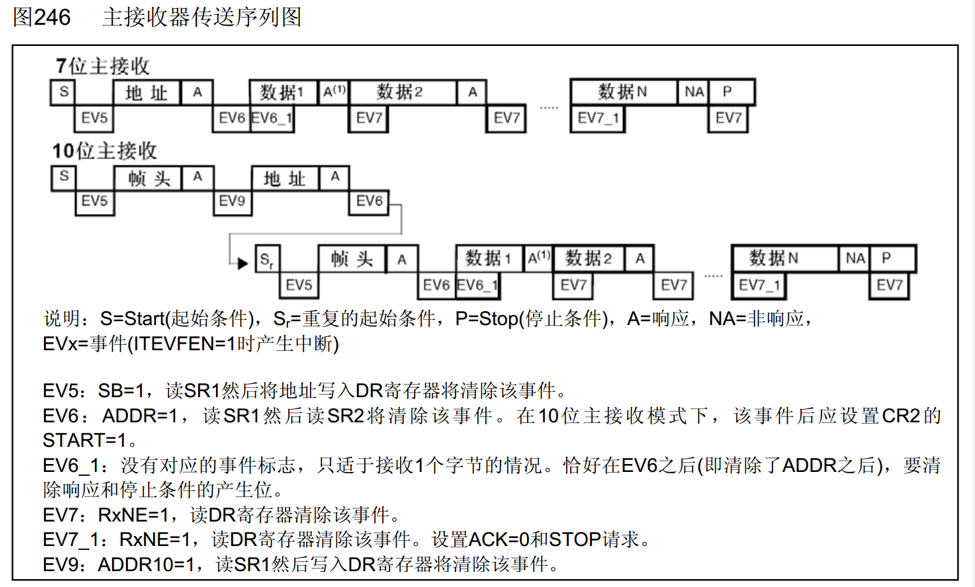 图246 主接收器传送序列图
7位主接收
S 地址 A 数据1 A(1) 数据2 A ..... 数据N NA P
EV5 EV6 EV6_1 EV7 EV7 EV7_1 EV7
10位主接收
S 帧头 A 地址 A
EV5 EV9 EV6
Sr 帧头 A 数据1 A(1) 数据2 A ..... 数据N NA P
EV5 EV6 EV6_1 EV7 EV7 EV7_1 EV7
说明：S=Start(起始条件)，Sr=重复的起始条件，P=Stop(停止条件)，A=响应，NA=非响应，
EVx=事件(ITEVFEN=1时产生中断)
EV5：SB=1，读SR1然后将地址写入DR寄存器将清除该事件。
EV6：ADDR=1，读SR1然后读SR2将清除该事件。在10位主接收模式下，该事件后应设置CR2的
START=1。
EV6_1：没有对应的事件标志，只适于接收1个字节的情况。恰好在EV6之后(即清除了ADDR之后)，要清
除响应和停止条件的产生位。
EV7：RxNE=1，读DR寄存器清除该事件。
EV7_1：RxNE=1，读DR寄存器清除该事件。设置ACK=0和STOP请求。
EV9：ADDR10=1，读SR1然后写入DR寄存器将清除该事件。